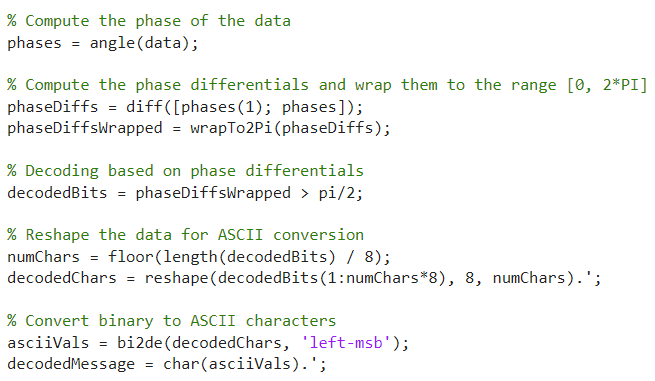 % Compute the phase of the data
phases = angle(data);
% Compute the phase differentials and wrap them to the range [0, 2*PI]
phaseDiffs = diff([phases(1); phases]);
phaseDiffsWrapped = wrapTo2Pi(phaseDiffs);
% Decoding based on phase differentials
decodedBits = phaseDiffsWrapped > pi/2;
% Reshape the data for ASCII conversion
numChars = floor(length(decodedBits) / 8);
decodedChars = reshape(decodedBits(1:numChars*8), 8, numChars).';
% Convert binary to ASCII characters
asciiVals = bi2de(decodedChars, 'left-msb');
decodedMessage = char(asciiVals).';